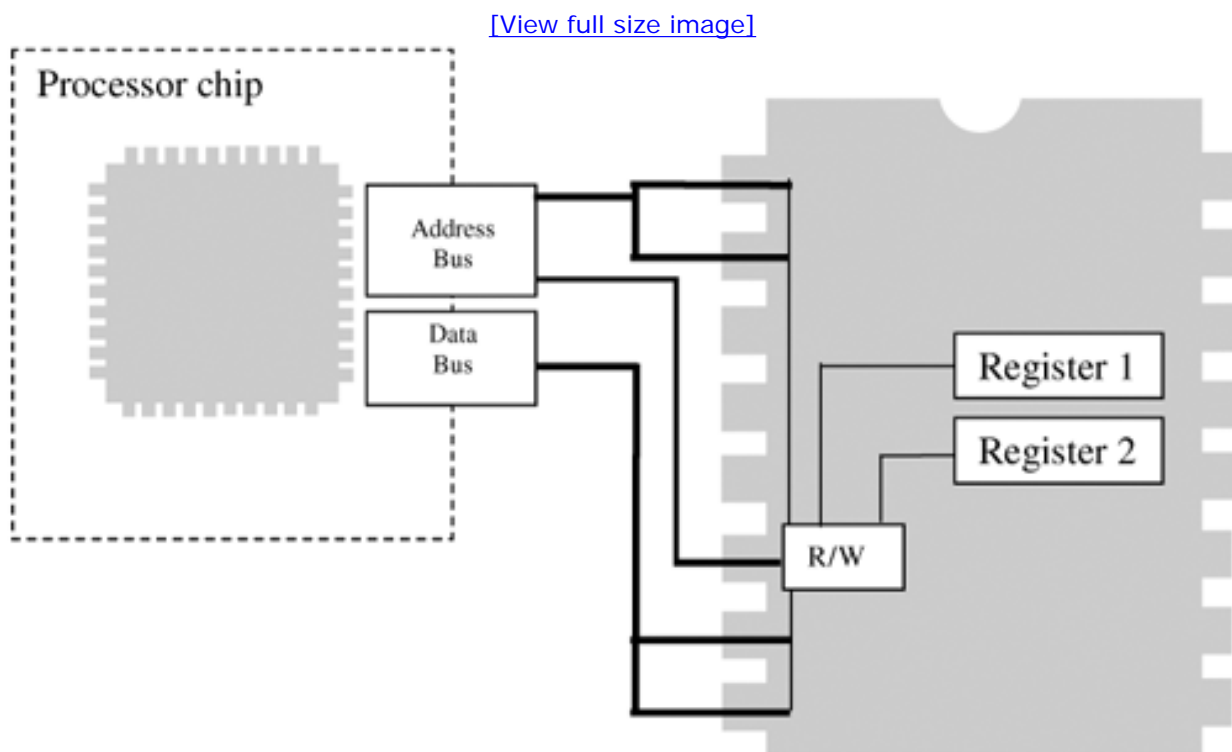 [View full size image]
Processor chip
Address
Bus
Data
Bus
Register 1
Register 2
R/W